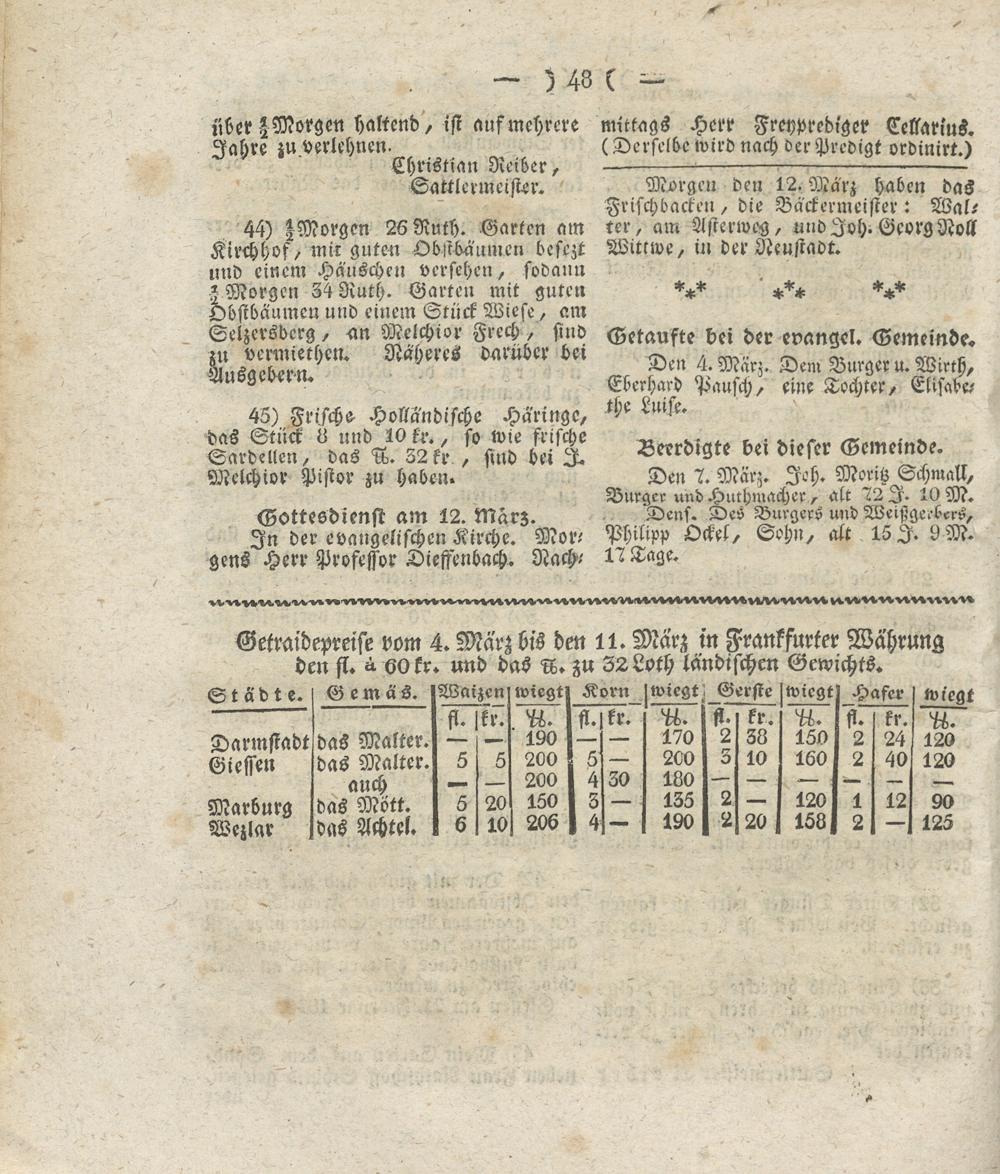 — ) 48 ( —
über ½ Morgen haltend, ist auf mehrere
Jahre zu verlehnen.
Christian Reiber,
Sattlermeister.
44) ½ Morgen 26 Ruth. Garten am
Kirchhof, mit guten Obstbäumen besezt
und einem Häuschen versehen, sodann
½ Morgen 34 Ruth. Garten mit guten
Obstbäumen und einem Stück Wiese, am
Selzersberg, an Melchior Frech, sind
zu vermiethen. Näheres darüber bei
Ausgebern.
45) Frische Holländische Häringe,
das Stück 8 und 10 kr., so wie frische
Sardellen, das ℔. 32 kr., sind bei J.
Melchior Pistor zu haben.
Gottesdienst am 12. März.
In der evangelischen Kirche. Mor-
gens Herr Professor Dieffenbach. Nach-
mittags Herr Freyprediger Cellarius.
(Derselbe wird nach der Predigt ordinirt.)
Morgen den 12. März haben das
Frischbacken, die Bäckermeister: Wal-
ter, am Asterweg, und Joh. Georg Noll
Wittwe, in der Neustadt.
*** *** ***
Getaufte bei der evangel. Gemeinde.
Den 4. März. Dem Burger u. Wirth,
Eberhard Pausch, eine Tochter, Elisabe-
the Luise.
Beerdigte bei dieser Gemeinde.
Den 7. März. Joh. Moritz Schmall,
Burger und Huthmacher, alt 72 J. 10 M.
Dens. Des Burgers und Weißgerbers,
Philipp Ockel, Sohn, alt 15 J. 9 M.
17 Tage.
Getraidepreise vom 4. März bis den 11. März in Frankfurter Währung
den fl. à 60 kr. und das ℔. zu 32 Loth ländischen Gewichts.
Städte. | Gemäs. | Waizen | wiegt | Korn | wiegt | Gerste | wiegt | Hafer | wiegt
fl. | kr. | ℔. | fl. | kr. | ℔. | fl. | kr. | ℔. | fl. | kr. | ℔.
Darmstadt | das Malter. | — | — | 190 | — | — | 170 | 2 | 38 | 150 | 2 | 24 | 120
Giessen | das Malter. | 5 | 5 | 200 | 5 | — | 200 | 3 | 10 | 160 | 2 | 40 | 120
auch | — | — | 200 | 4 | 30 | 180 | — | — | — | — | — | —
Marburg | das Mött. | 5 | 20 | 150 | 3 | — | 135 | 2 | — | 120 | 1 | 12 | 90
Wezlar | das Achtel. | 6 | 10 | 206 | 4 | — | 190 | 2 | 20 | 158 | 2 | — | 125